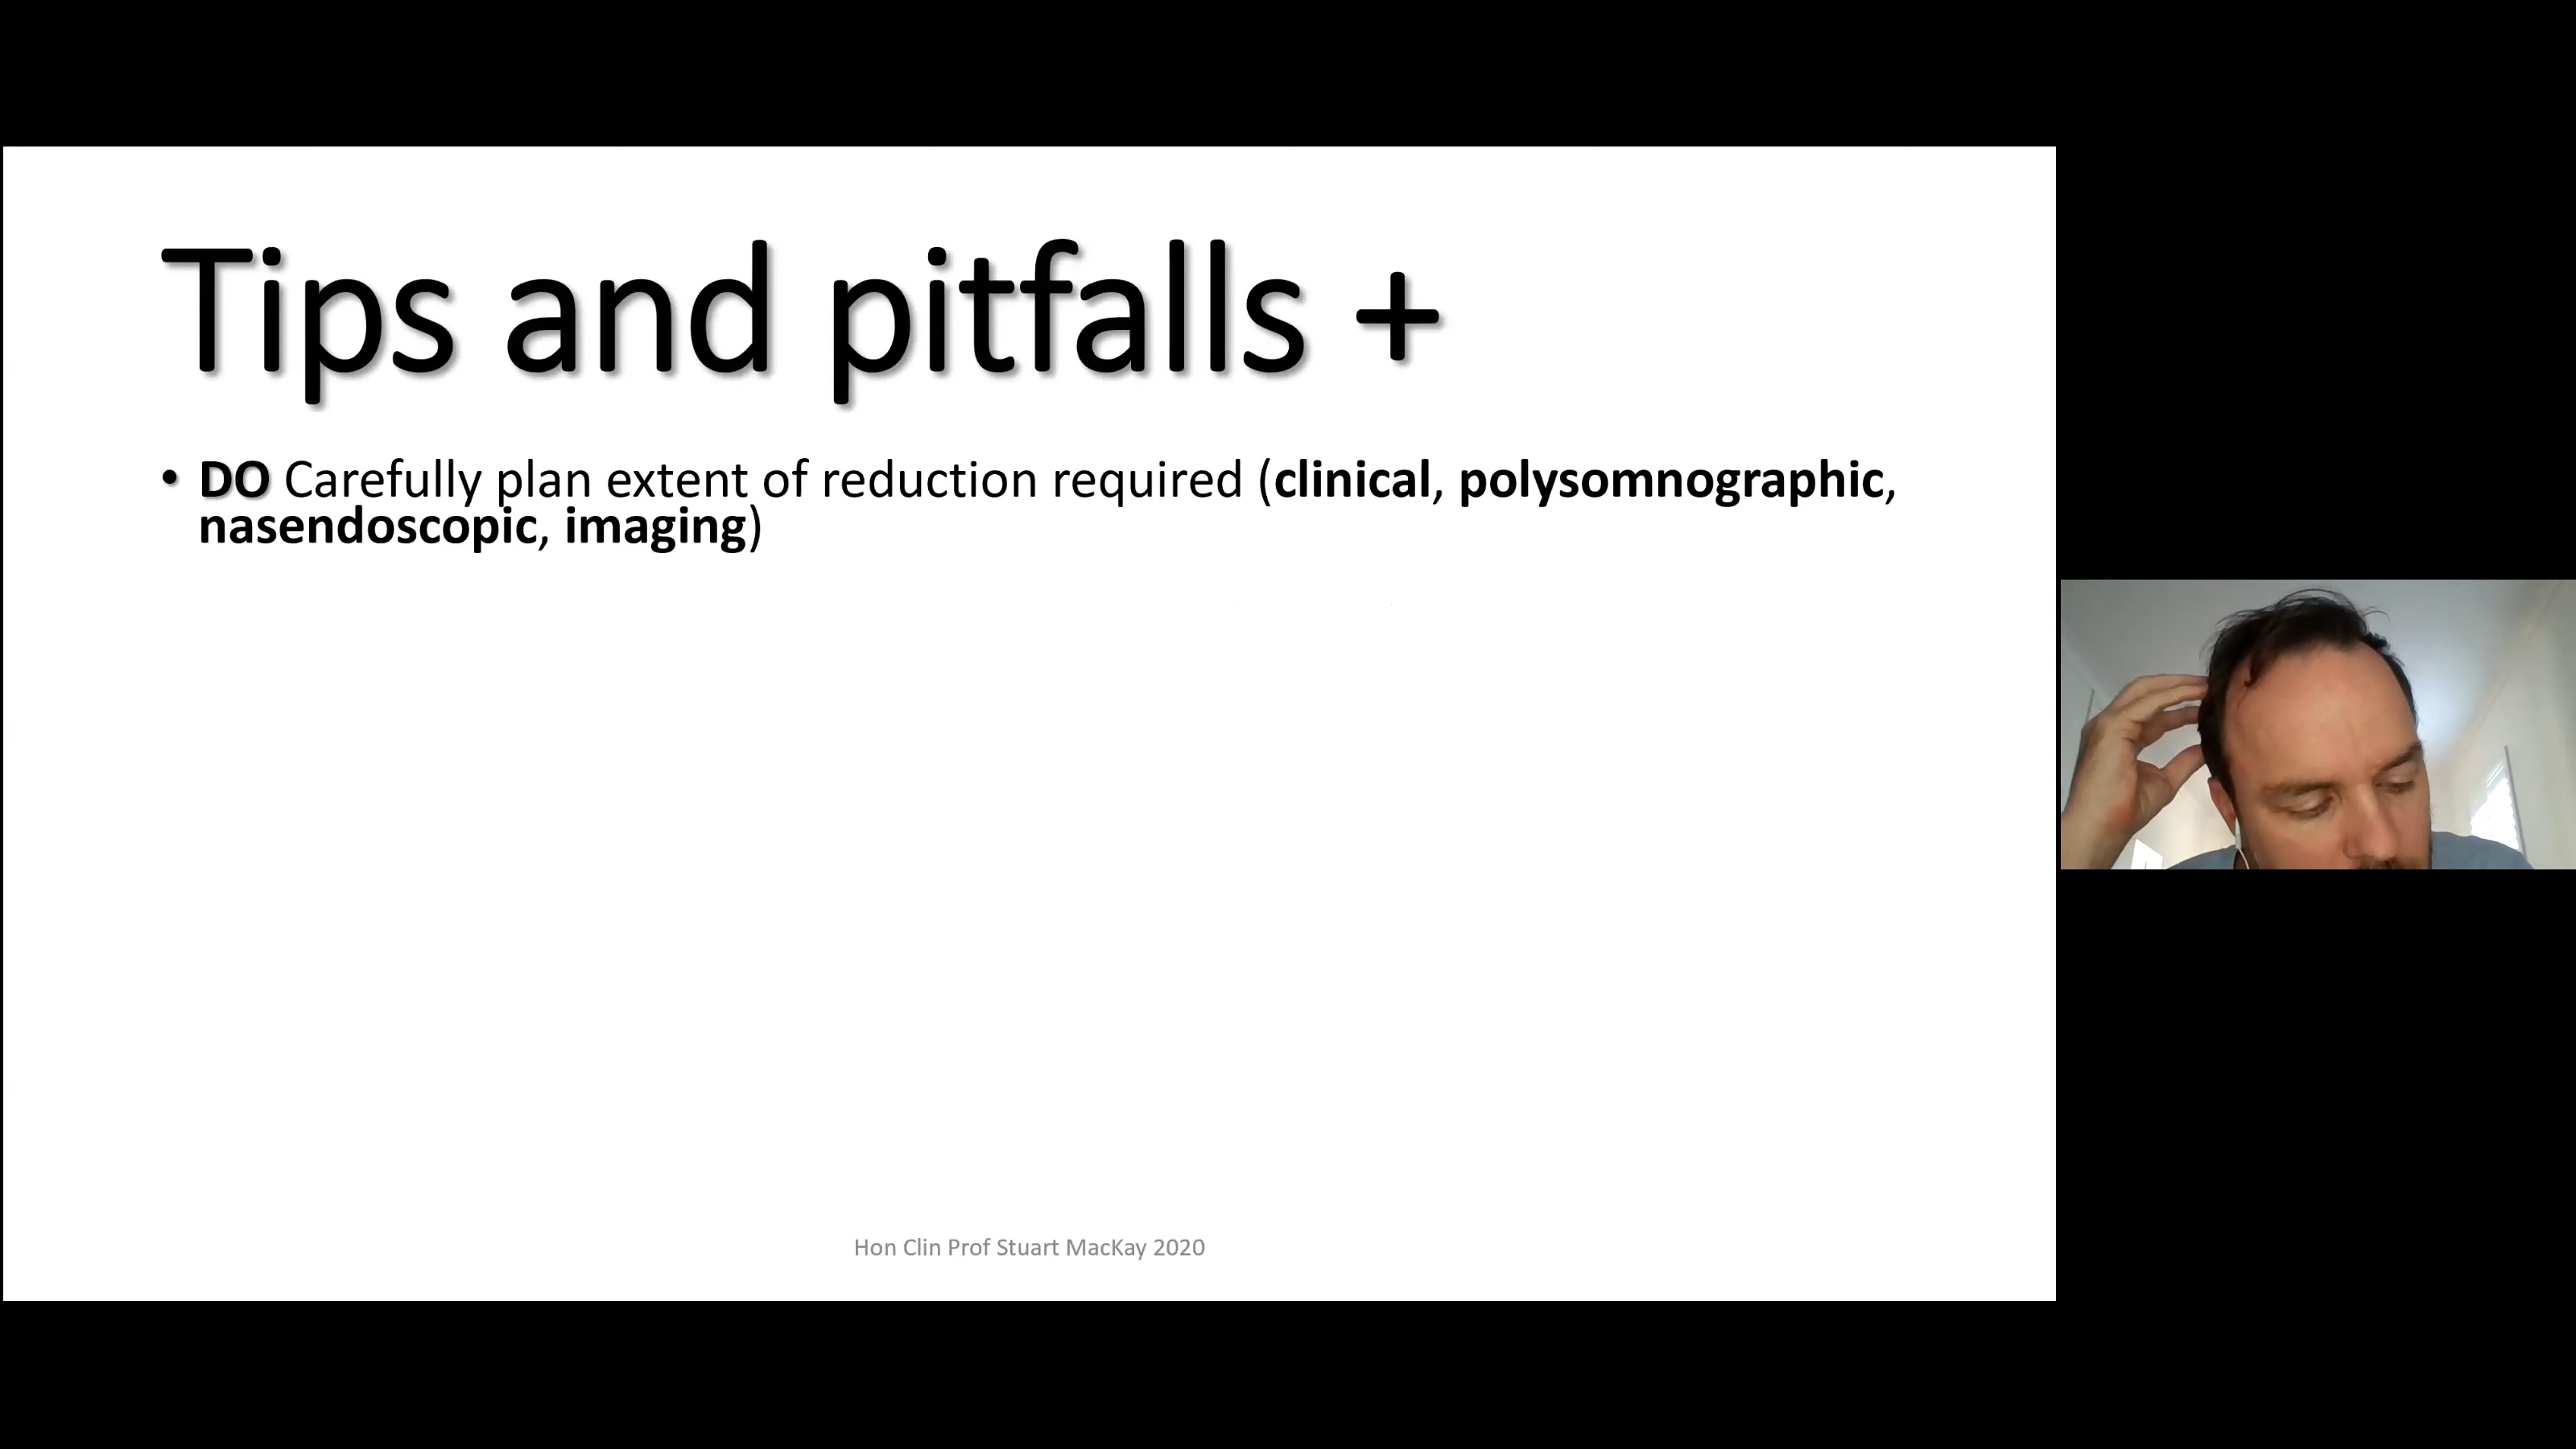 Tips and pitfalls +
• DO Carefully plan extent of reduction required (clinical, polysomnographic,
nasendoscopic, imaging)
Hon Clin Prof Stuart MacKay 2020